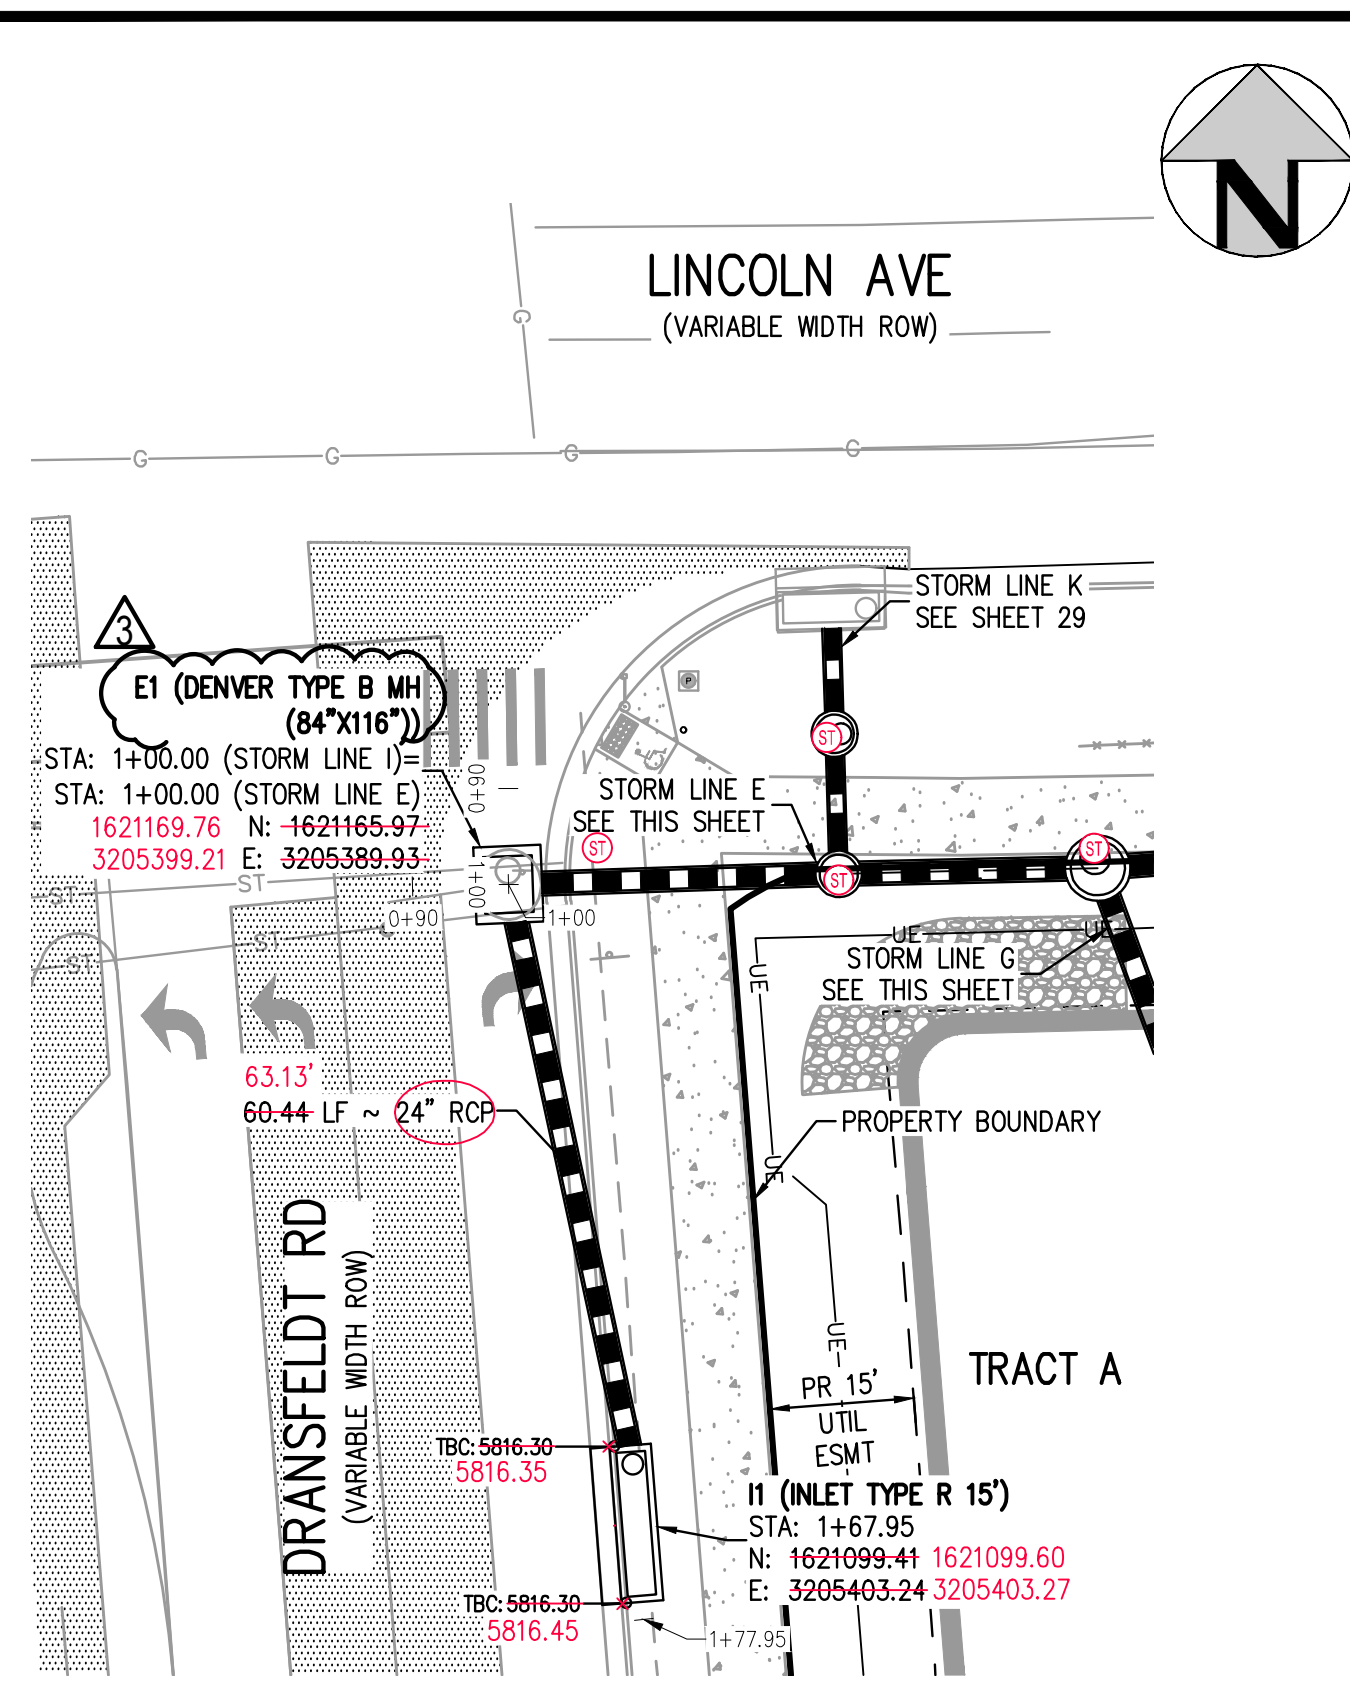 N
LINCOLN AVE
(VARIABLE WIDTH ROW)
G
G
G
G
G
STORM LINE K
SEE SHEET 29
3
E1 (DENVER TYPE B MH
(84"X116"))
STA: 1+00.00 (STORM LINE I)=
STA: 1+00.00 (STORM LINE E)
1621169.76 N: 1621165.97
3205399.21 E: 3205389.93
P
ST
0+90
STORM LINE E
SEE THIS SHEET
ST
ST
ST
ST
ST
ST
ST
1+00
0+90
1+00
UE
UE
UE
STORM LINE G
SEE THIS SHEET
63.13'
60.44 LF ~ 24" RCP
PROPERTY BOUNDARY
UE
UE
DRANSFELDT RD
(VARIABLE WIDTH ROW)
TRACT A
PR 15'
UTIL
ESMT
TBC: 5816.30
5816.35
I1 (INLET TYPE R 15')
STA: 1+67.95
N: 1621099.41 1621099.60
E: 3205403.24 3205403.27
TBC: 5816.30
5816.45
1+77.95